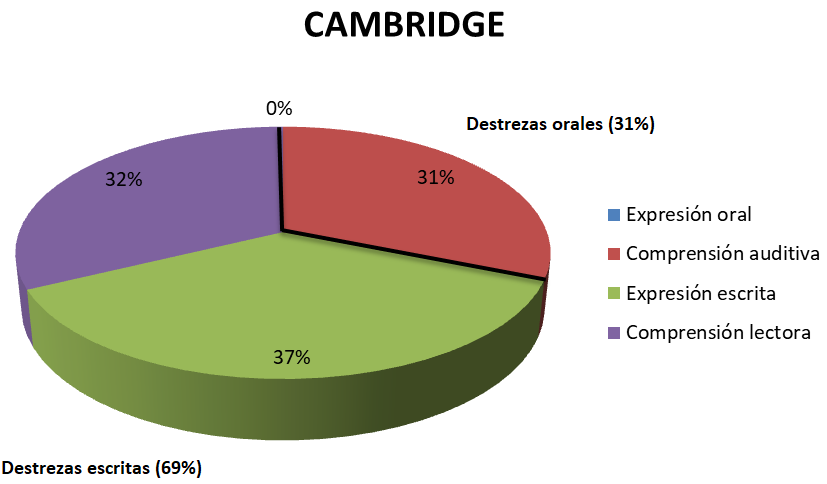 CAMBRIDGE
0%
Destrezas orales (31%)
32%
31%
Expresión oral
Comprensión auditiva
Expresión escrita
Comprensión lectora
37%
Destrezas escritas (69%)